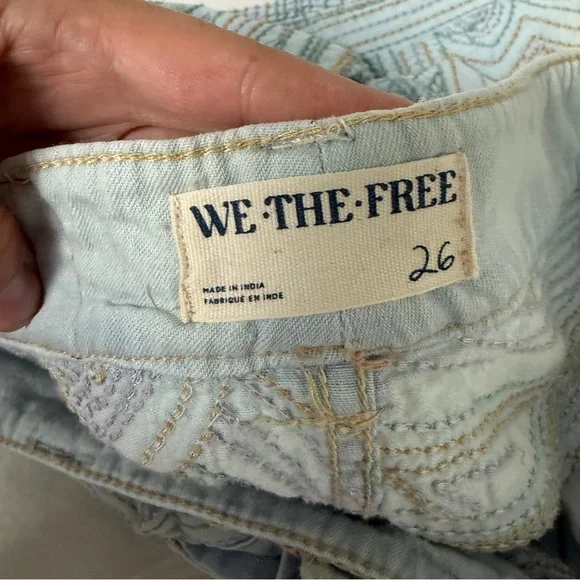 WE·THE·FREE
26
MADE IN INDIA
FABRIQUÉ EN INDE